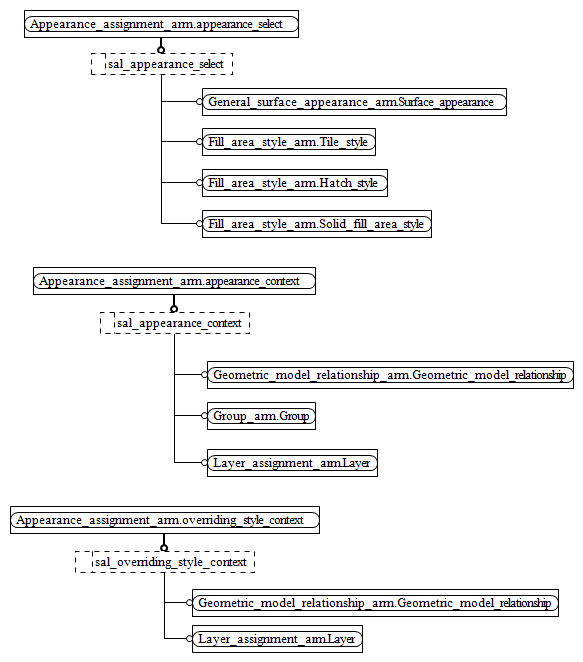 Appearance_assignment_arm.appearance_select
sal_appearance_select
General_surface_appearance_arm.Surface_appearance
Fill_area_style_arm.Tile_style
Fill_area_style_arm.Hatch_style
Fill_area_style_arm.Solid_fill_area_style
Appearance_assignment_arm.appearance_context
sal_appearance_context
Geometric_model_relationship_arm.Geometric_model_relationship
Group_arm.Group
Layer_assignment_arm.Layer
Appearance_assignment_arm.overriding_style_context
sal_overriding_style_context
Geometric_model_relationship_arm.Geometric_model_relationship
Layer_assignment_arm.Layer